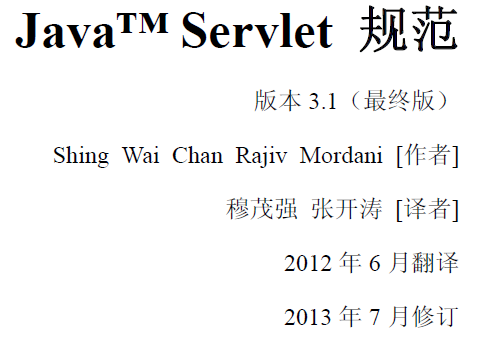 Java™ Servlet 规范
版本 3.1（最终版）
Shing Wai Chan Rajiv Mordani [作者]
穆茂强 张开涛 [译者]
2012 年 6 月翻译
2013 年 7 月修订